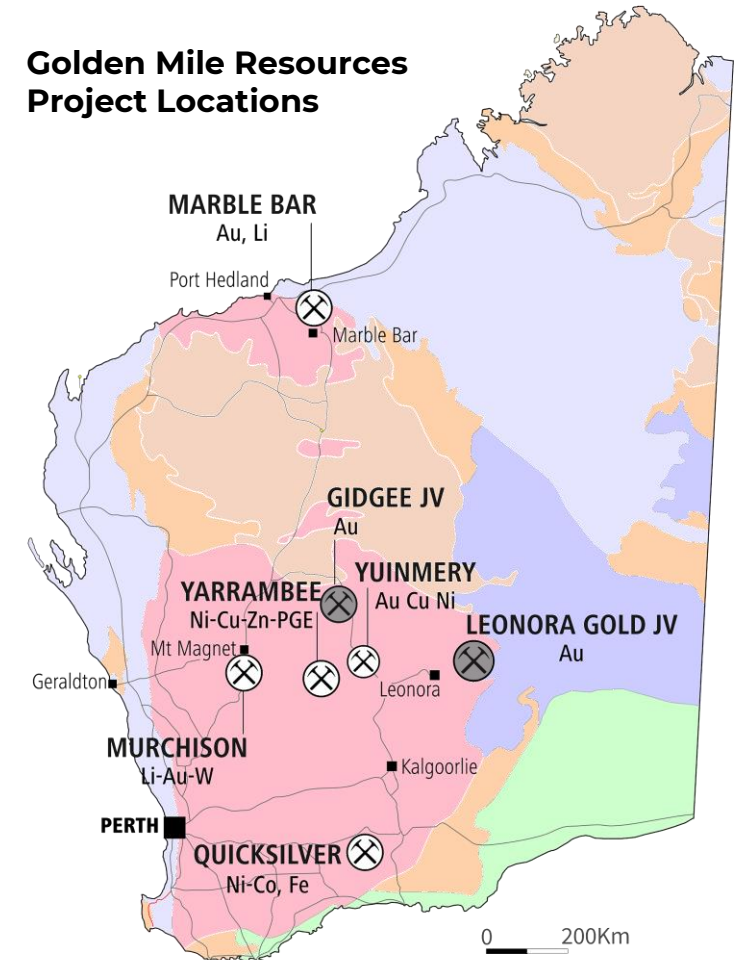 Golden Mile Resources
Project Locations
MARBLE BAR
Au, Li
Port Hedland
Marble Bar
GIDGEE JV
Au
YARRAMBEE
Ni-Cu-Zn-PGE
YUINMERY
Au Cu Ni
LEONORA GOLD JV
Au
Mt Magnet
Geraldton
Leonora
MURCHISON
Li-Au-W
Kalgoorlie
PERTH
QUICKSILVER
Ni-Co, Fe
0 200Km